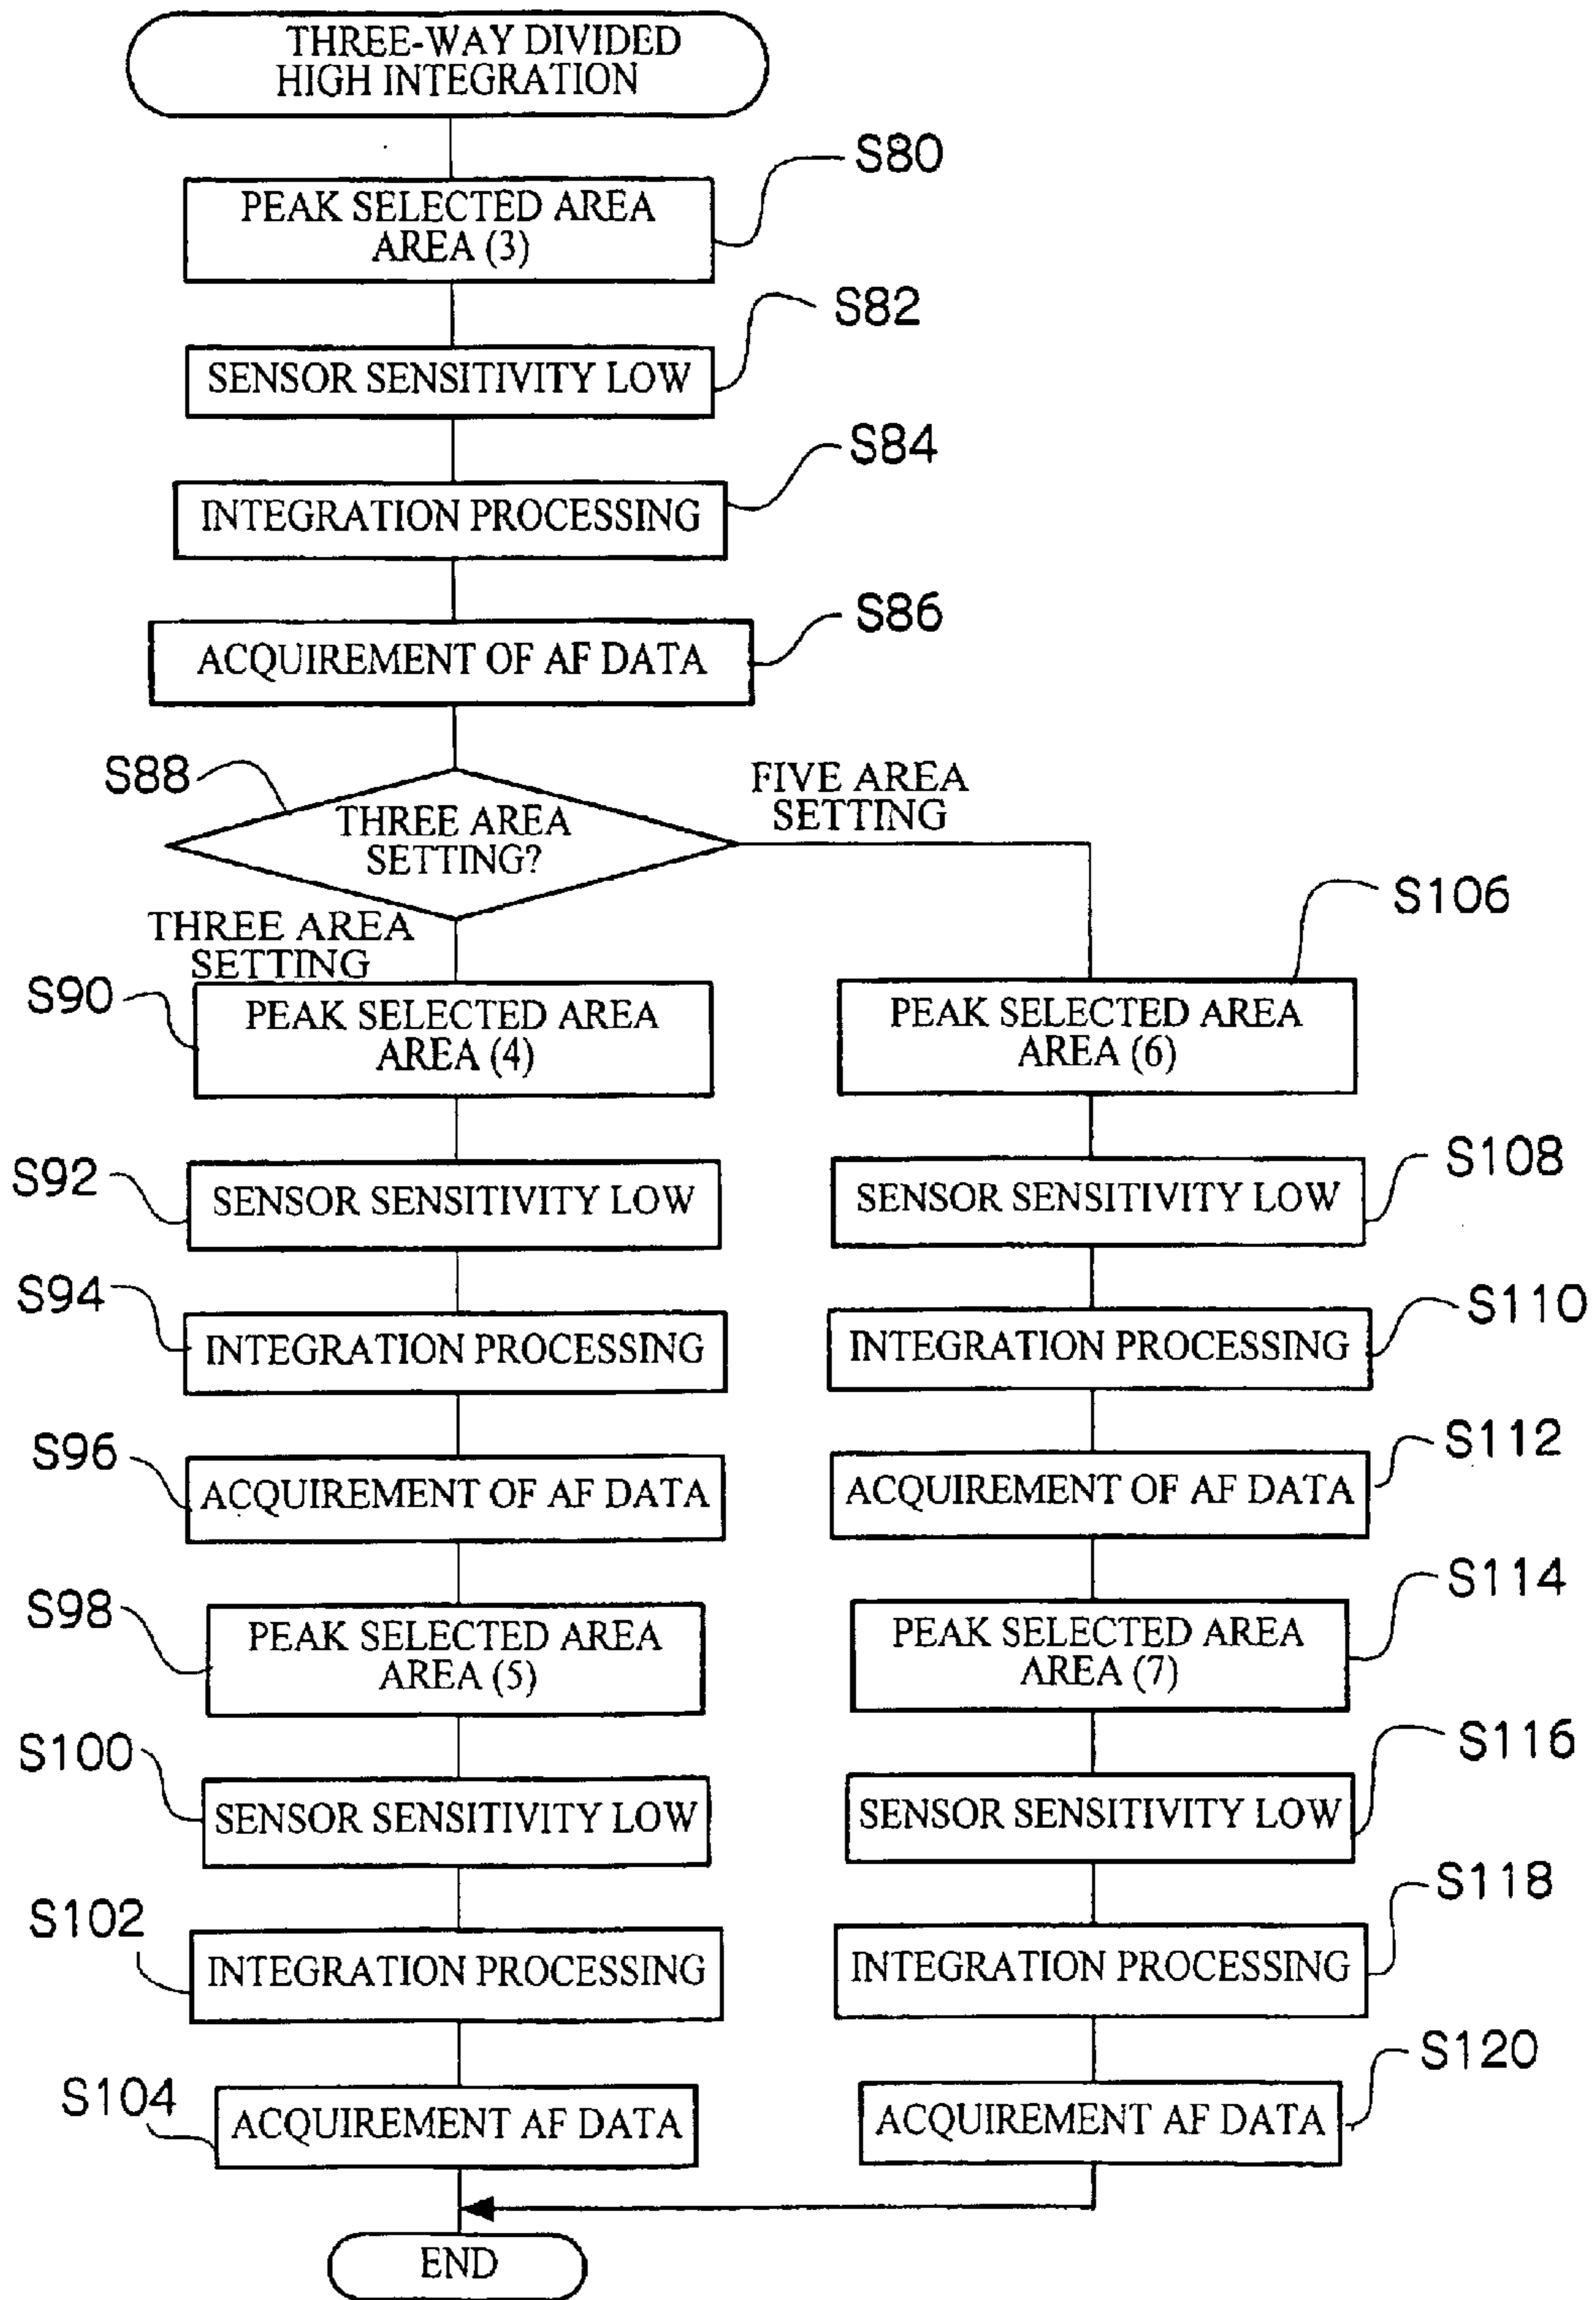 THREE-WAY DIVIDED
HIGH INTEGRATION
S80
PEAK SELECTED AREA
AREA (3)
S82
SENSOR SENSITIVITY LOW
S84
INTEGRATION PROCESSING
S86
ACQUIREMENT OF AF DATA
S88
THREE AREA
SETTING?
FIVE AREA
SETTING
THREE AREA
SETTING
S90
PEAK SELECTED AREA
AREA (4)
S92
SENSOR SENSITIVITY LOW
S94
INTEGRATION PROCESSING
S96
ACQUIREMENT OF AF DATA
S98
PEAK SELECTED AREA
AREA (5)
S100
SENSOR SENSITIVITY LOW
S102
INTEGRATION PROCESSING
S104
ACQUIREMENT AF DATA
S106
PEAK SELECTED AREA
AREA (6)
S108
SENSOR SENSITIVITY LOW
S110
INTEGRATION PROCESSING
S112
ACQUIREMENT OF AF DATA
S114
PEAK SELECTED AREA
AREA (7)
S116
SENSOR SENSITIVITY LOW
S118
INTEGRATION PROCESSING
S120
ACQUIREMENT AF DATA
END